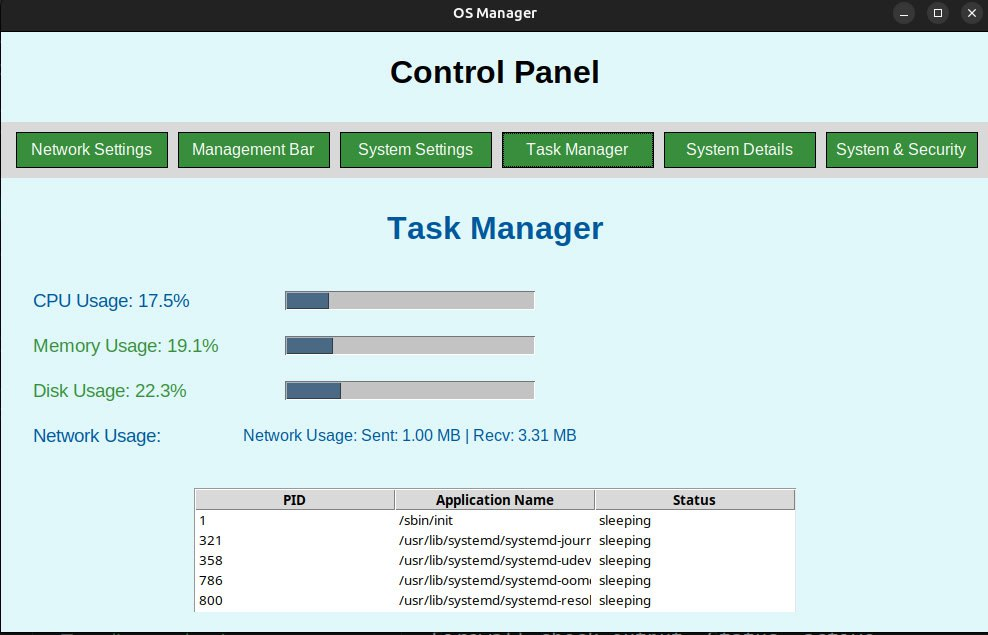 OS Manager
Control Panel
Network Settings Management Bar System Settings Task Manager System Details System & Security
Task Manager
CPU Usage: 17.5%
Memory Usage: 19.1%
Disk Usage: 22.3%
Network Usage: Network Usage: Sent: 1.00 MB | Recv: 3.31 MB
PID Application Name Status
1 /sbin/init sleeping
321 /usr/lib/systemd/systemd-journ sleeping
358 /usr/lib/systemd/systemd-udev sleeping
786 /usr/lib/systemd/systemd-oom sleeping
800 /usr/lib/systemd/systemd-resol sleeping